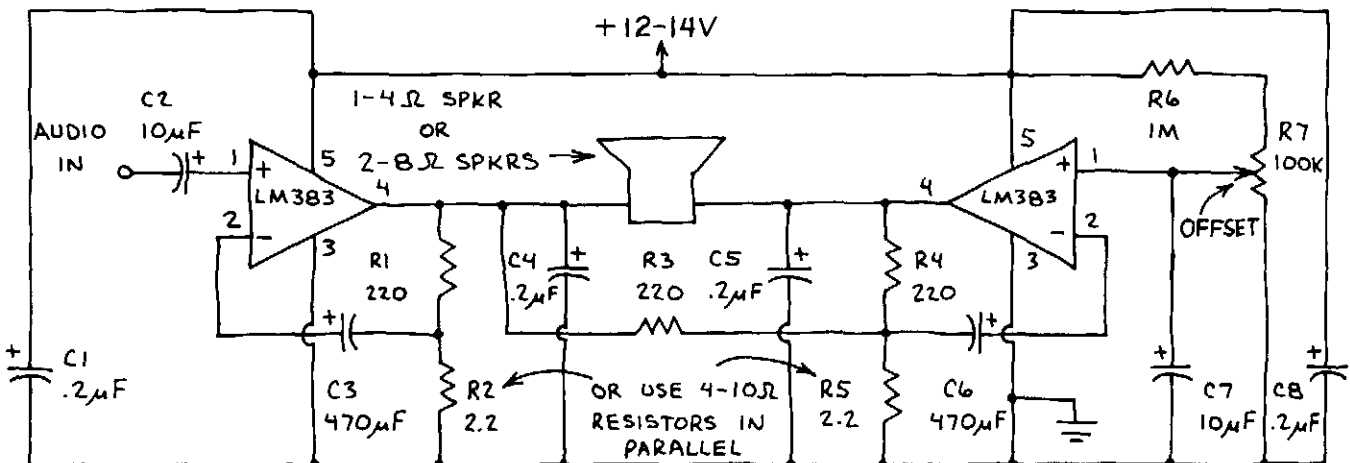 +12-14V
C2
10µF
AUDIO
IN
+
1
+
LM383
2
-
5
4
3
1-4Ω SPKR
OR
2-8Ω SPKRS
R6
1M
R7
100K
OFFSET
5
4
LM383
+
1
-
2
3
R1
220
C4
.2µF
+
R3
220
C5
.2µF
+
R4
220
+
C1
.2µF
+
C3
470µF
R2
2.2
OR USE 4-10Ω
RESISTORS IN
PARALLEL
R5
2.2
+
C6
470µF
+
C7
10µF
+
C8
.2µF